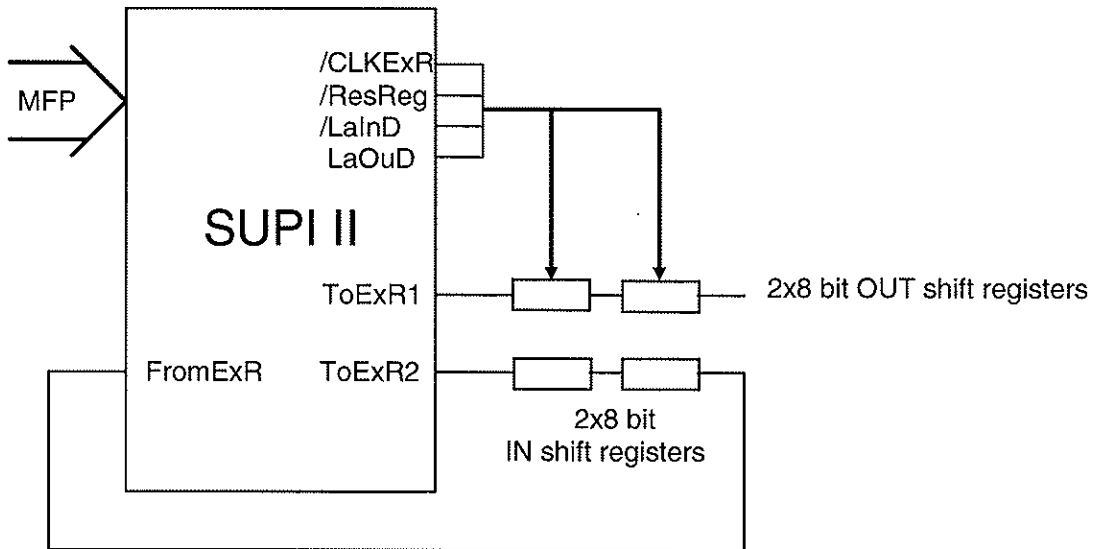 /CLKExR
/ResReg
/LaInD
LaOuD
MFP
SUPI II
ToExR1
2x8 bit OUT shift registers
FromExR
ToExR2
2x8 bit
IN shift registers